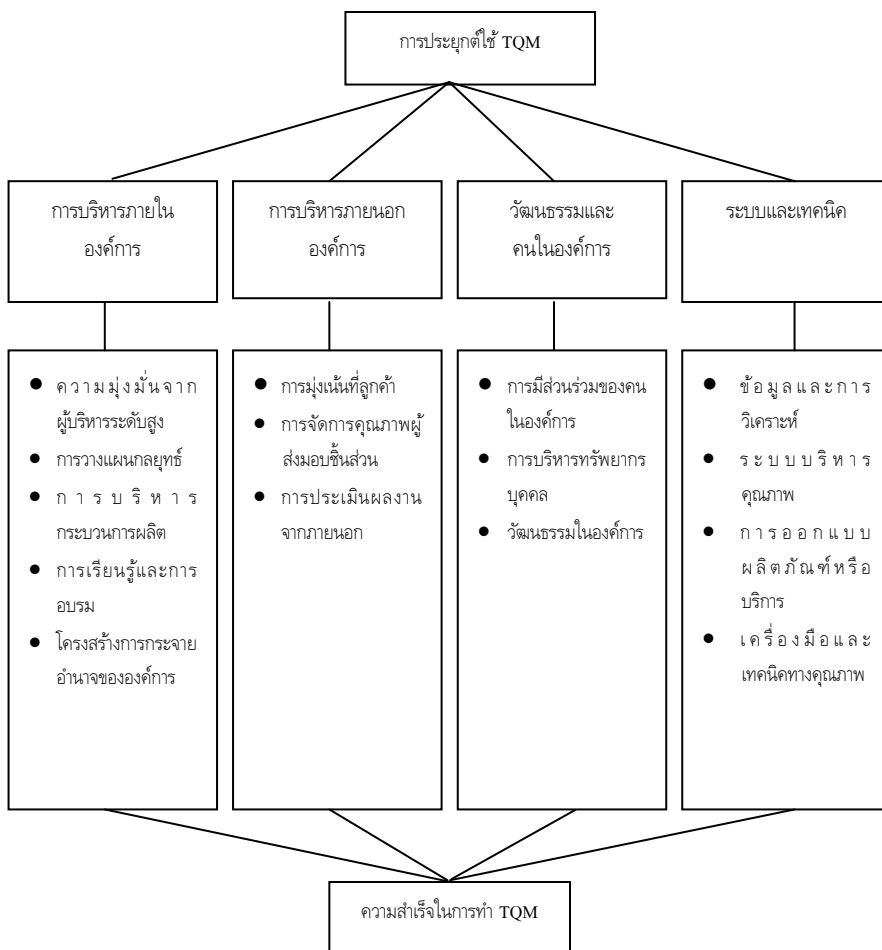 การประยุกต์ใช้ TQM
การบริหารภายใน
องค์การ
การบริหารภายนอก
องค์การ
วัฒนธรรมและ
คนในองค์การ
ระบบและเทคนิค
● ความมุ่งมั่นจาก
ผู้บริหารระดับสูง
● การวางแผนกลยุทธ์
● การบริหาร
กระบวนการผลิต
● การเรียนรู้และการ
อบรม
● โครงสร้างการกระจาย
อำนาจขององค์การ
● การมุ่งเน้นที่ลูกค้า
● การจัดการคุณภาพผู้
ส่งมอบชิ้นส่วน
● การประเมินผลงาน
จากภายนอก
● การมีส่วนร่วมของคน
ในองค์การ
● การบริหารทรัพยากร
บุคคล
● วัฒนธรรมในองค์การ
● ข้อมูลและการ
วิเคราะห์
● ระบบบริหาร
คุณภาพ
● การออกแบบ
ผลิตภัณฑ์หรือ
บริการ
● เครื่องมือและ
เทคนิคทางคุณภาพ
ความสำเร็จในการทำ TQM